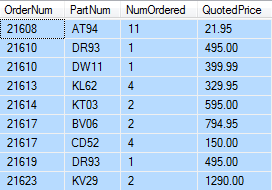 OrderNum PartNum NumOrdered QuotedPrice
21608 AT94 11 21.95
21610 DR93 1 495.00
21610 DW11 1 399.99
21613 KL62 4 329.95
21614 KT03 2 595.00
21617 BV06 2 794.95
21617 CD52 4 150.00
21619 DR93 1 495.00
21623 KV29 2 1290.00